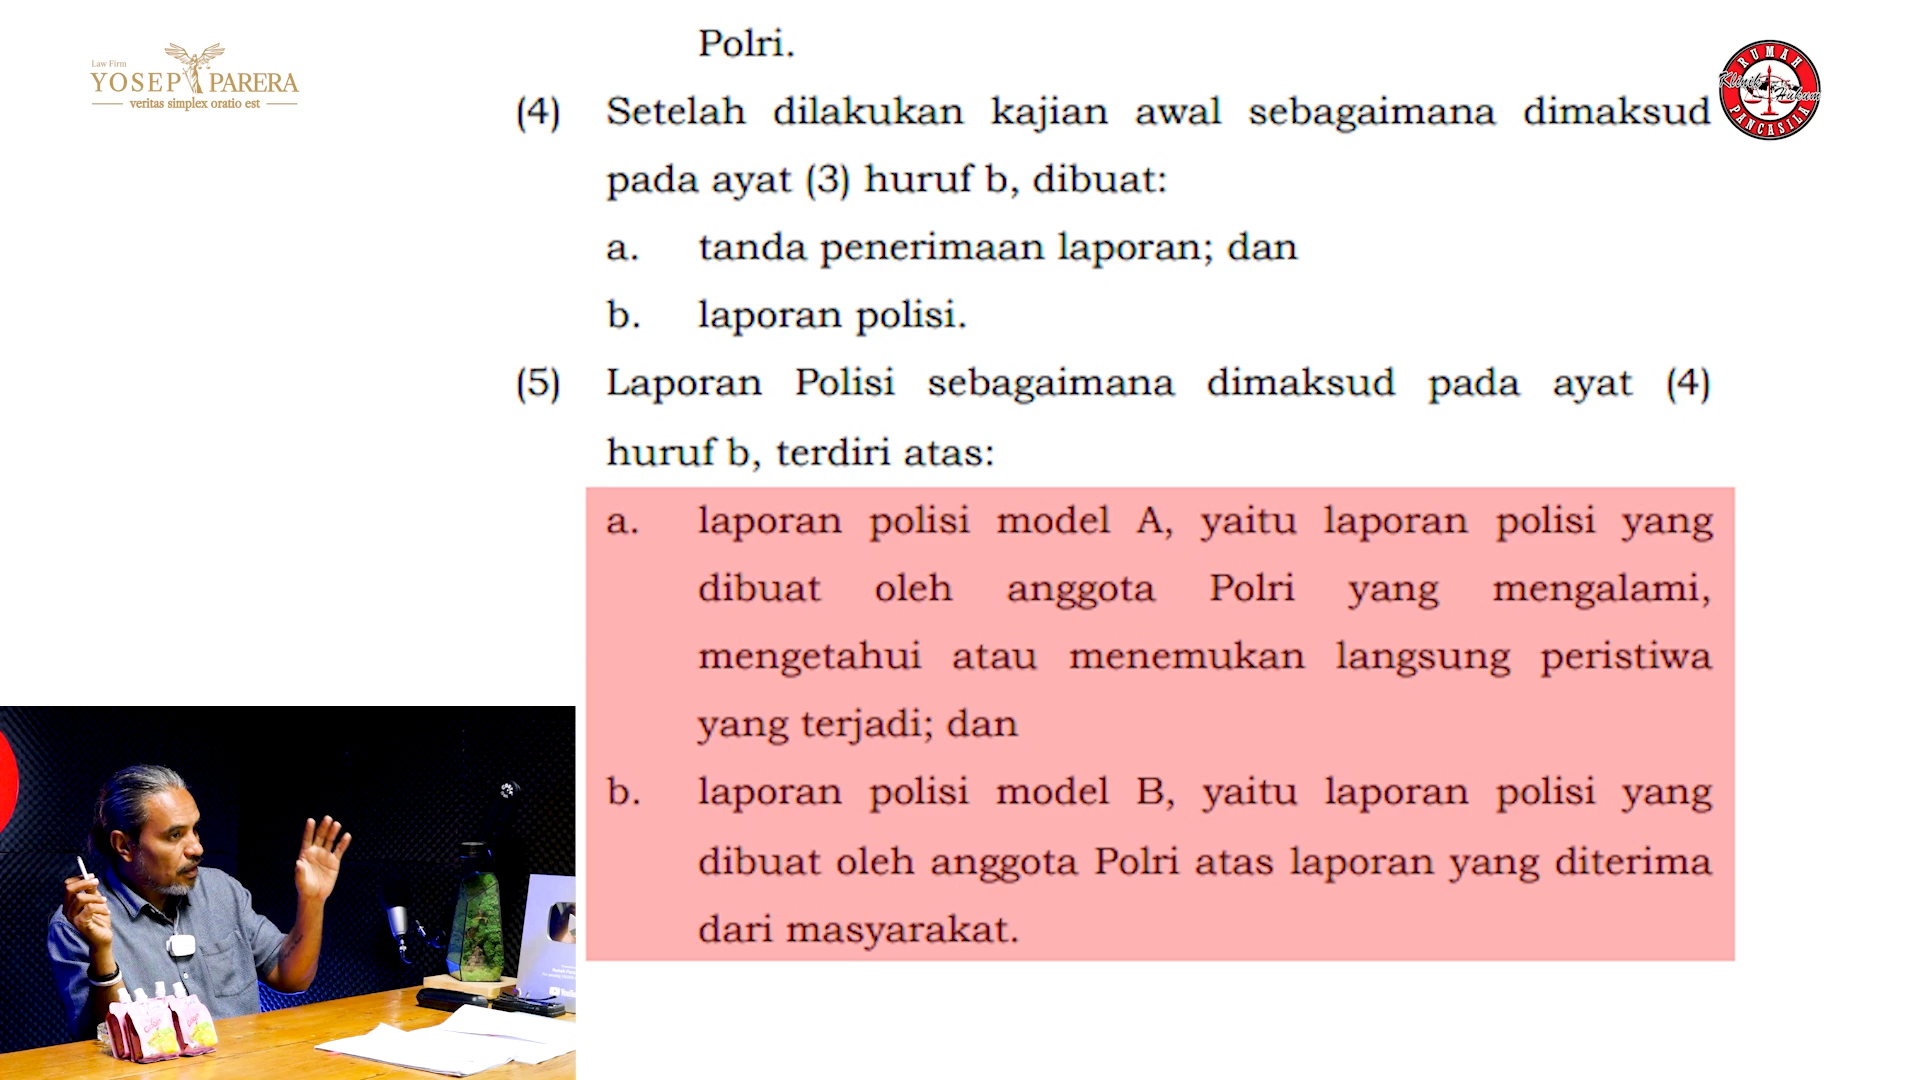 Law Firm
YOSEP PARERA
veritas simplex oratio est
RUMAH
Klinik Hukum
PANCASILA
Polri.
(4) Setelah dilakukan kajian awal sebagaimana dimaksud
pada ayat (3) huruf b, dibuat:
a. tanda penerimaan laporan; dan
b. laporan polisi.
(5) Laporan Polisi sebagaimana dimaksud pada ayat (4)
huruf b, terdiri atas:
a. laporan polisi model A, yaitu laporan polisi yang
dibuat oleh anggota Polri yang mengalami,
mengetahui atau menemukan langsung peristiwa
yang terjadi; dan
b. laporan polisi model B, yaitu laporan polisi yang
dibuat oleh anggota Polri atas laporan yang diterima
dari masyarakat.